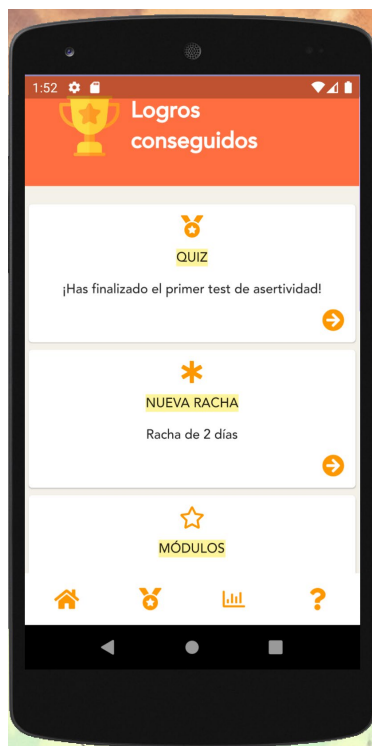 1:52
Logros
conseguidos
QUIZ
¡Has finalizado el primer test de asertividad!
NUEVA RACHA
Racha de 2 días
MÓDULOS